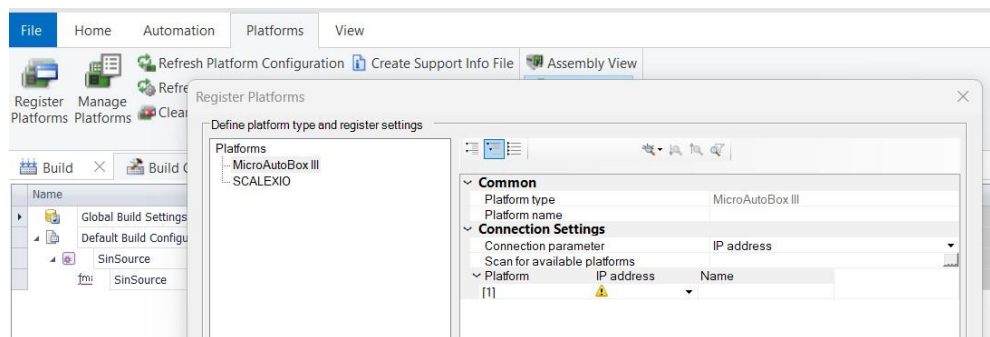 File Home Automation Platforms View
Refresh Platform Configuration Create Support Info File Assembly View
Register Platforms
Manage Platforms
Refre
Clear
Register Platforms
Define platform type and register settings
Platforms
MicroAutoBox III
SCALEXIO
Common
Platform type MicroAutoBox III
Platform name
Connection Settings
Connection parameter IP address
Scan for available platforms ...
Platform IP address Name
[1]
Build Build C
Name
Global Build Settings
Default Build Configu
SinSource
fmi SinSource